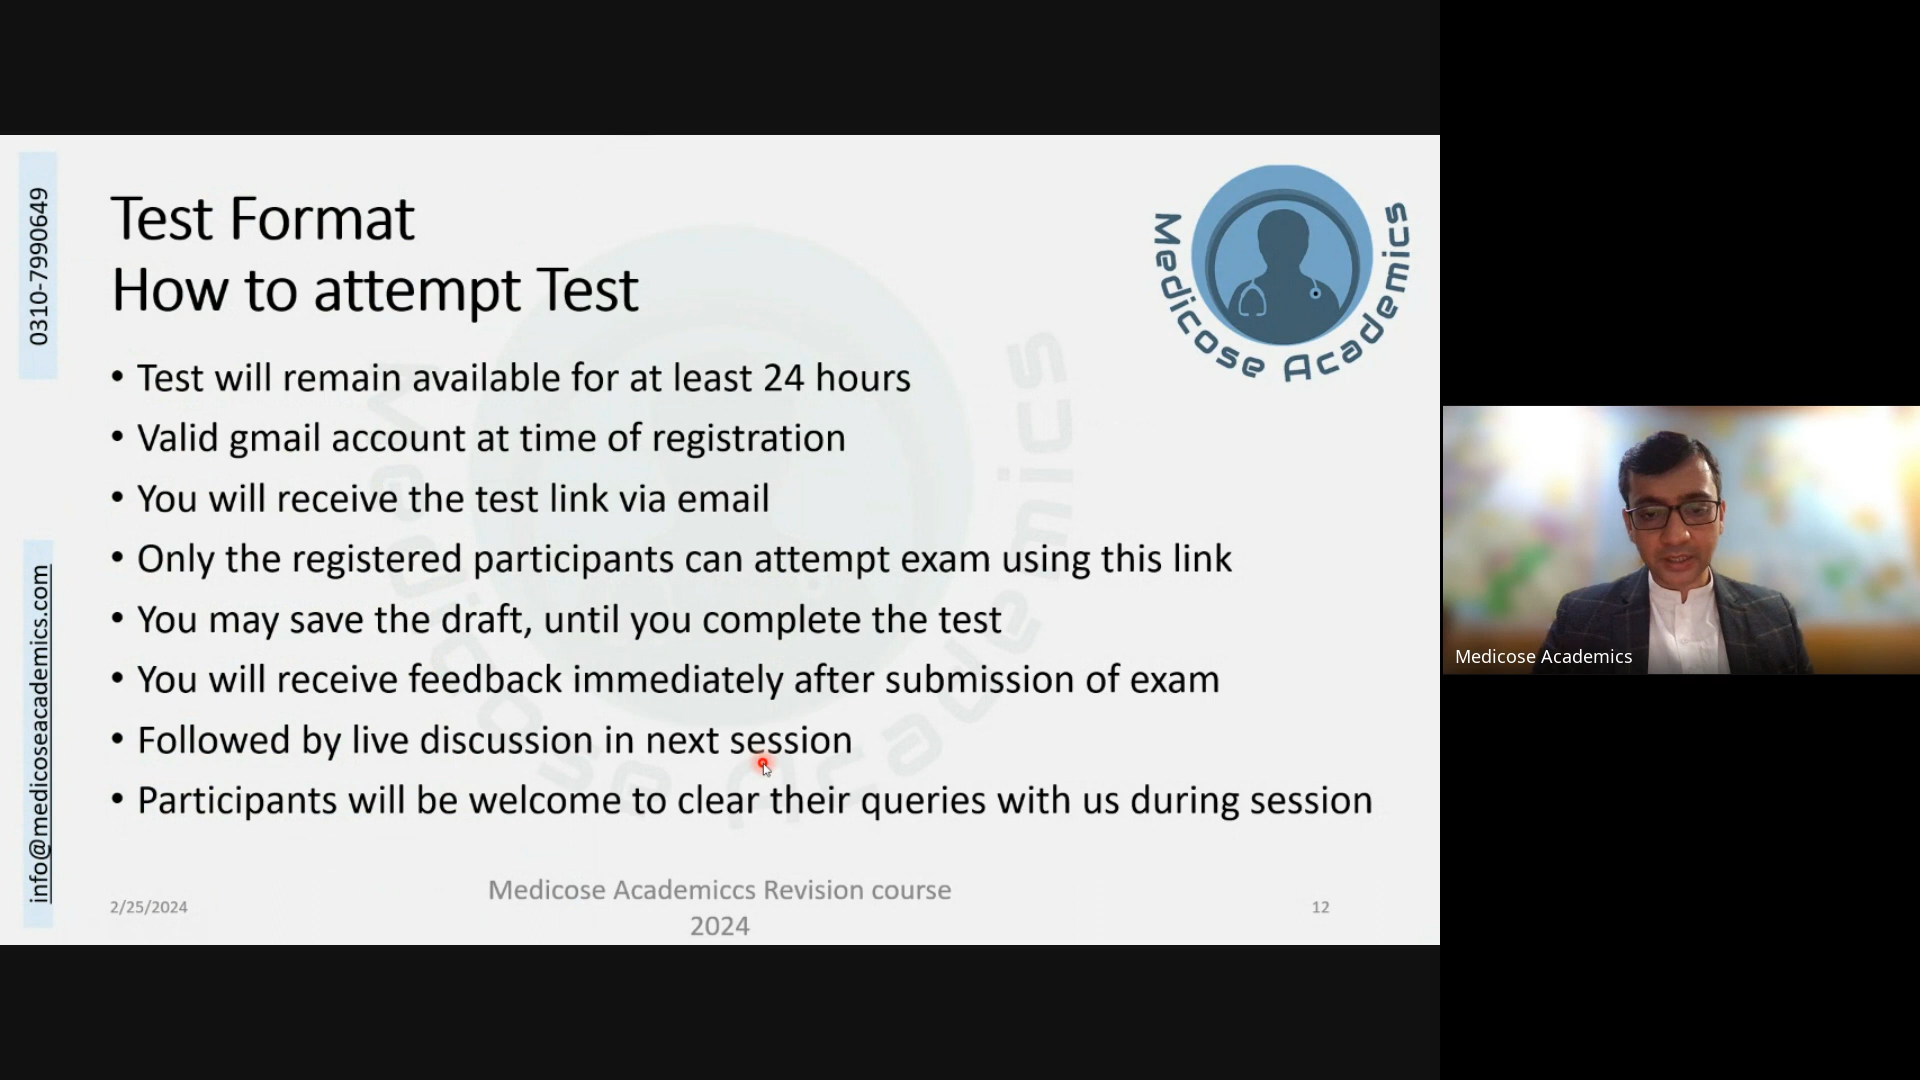 0310-7990649
info@medicoseacademics.com
Test Format
How to attempt Test
Medicose Academics
• Test will remain available for at least 24 hours
• Valid gmail account at time of registration
• You will receive the test link via email
• Only the registered participants can attempt exam using this link
• You may save the draft, until you complete the test
• You will receive feedback immediately after submission of exam
• Followed by live discussion in next session
• Participants will be welcome to clear their queries with us during session
2/25/2024
Medicose Academiccs Revision course
2024
12
Medicose Academics